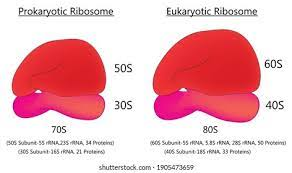 Prokaryotic Ribosome
Eukaryotic Ribosome
50S
30S
60S
40S
70S
80S
(50S Subunit-5S rRNA,23S rRNA, 34 Proteins)
(30S Subunit-16S rRNA, 21 Proteins)
(60S Subunit-5S rRNA, 5.8S rRNA, 28S rRNA, 50 Proteins)
(40S Subunit-18S rRNA, 33 Proteins)
shutterstock.com · 1905473659